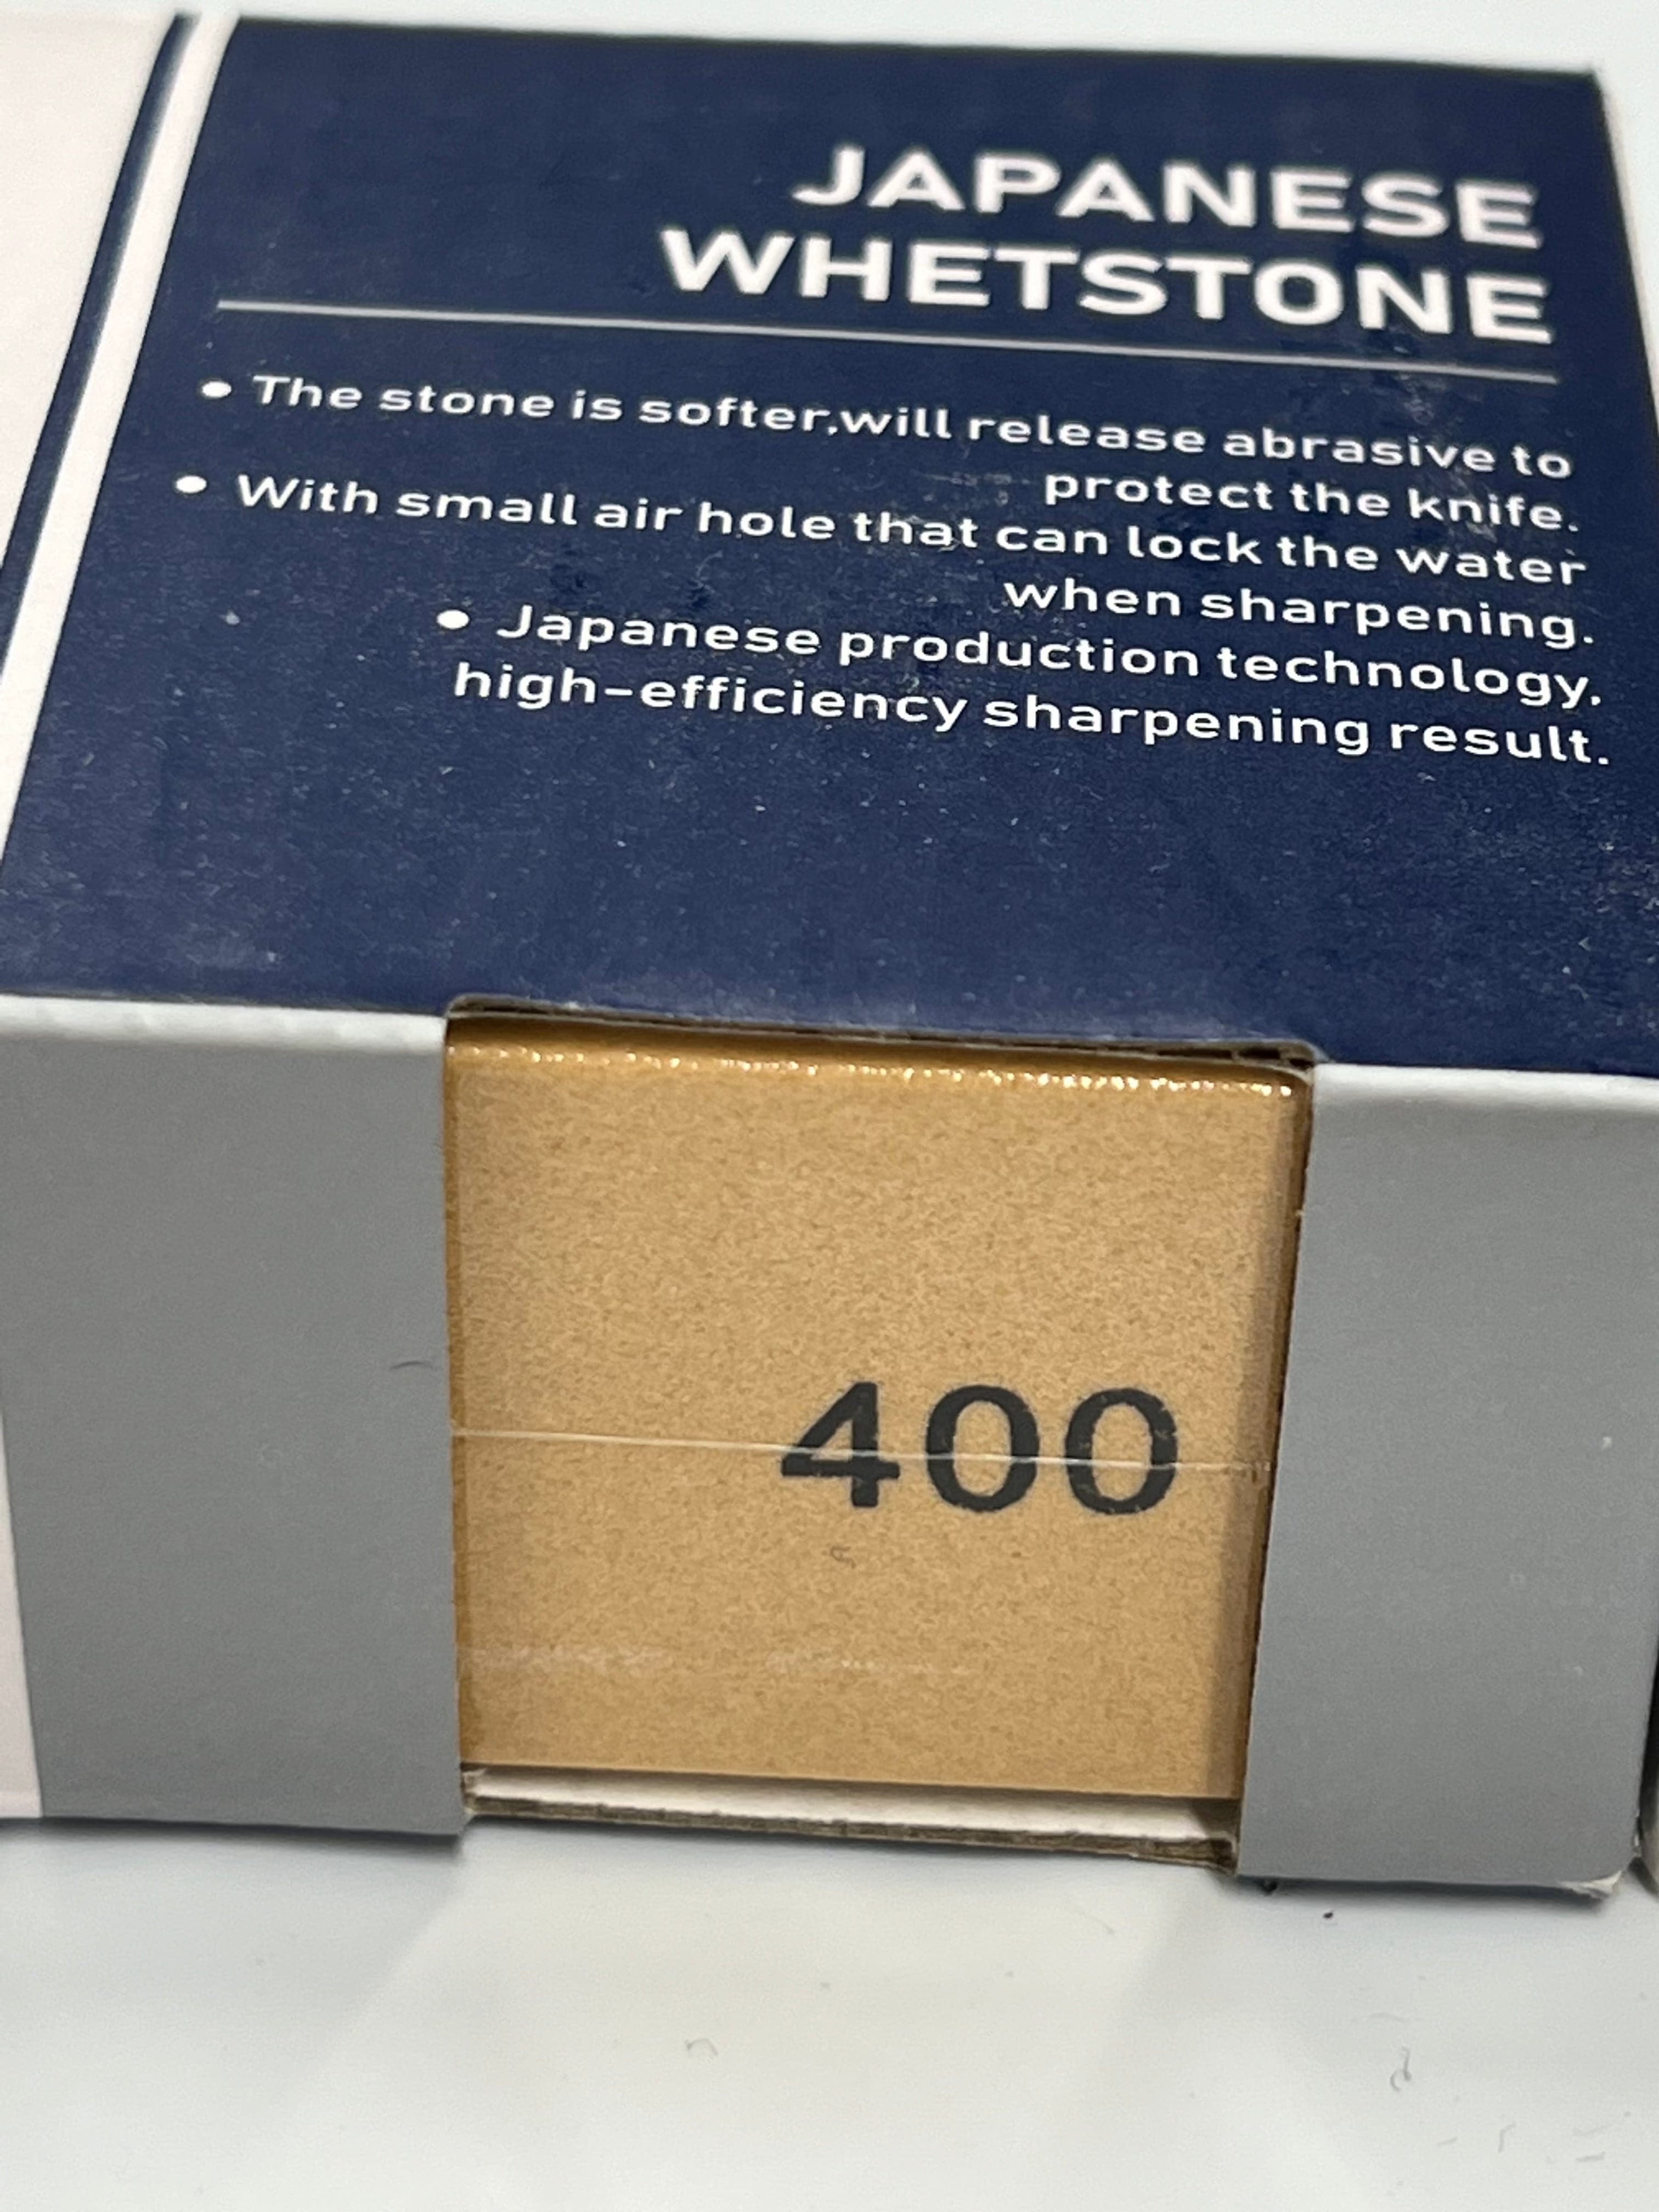 JAPANESE
WHETSTONE
• The stone is softer,will release abrasive to
protect the knife.
• With small air hole that can lock the water
when sharpening.
• Japanese production technology,
high-efficiency sharpening result.
400